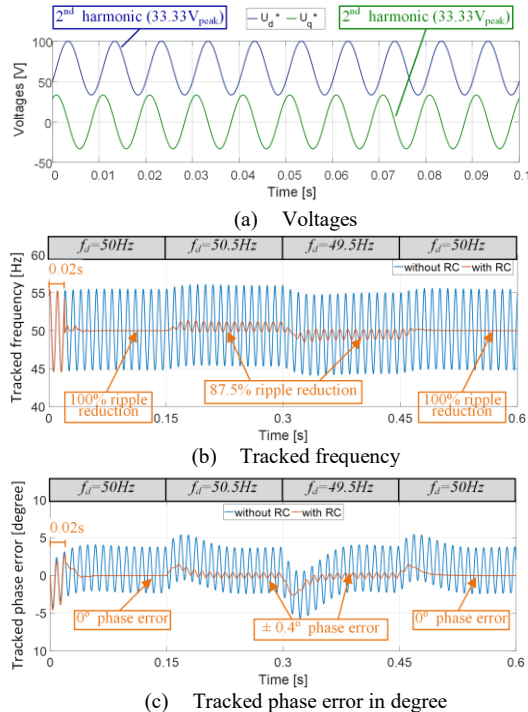 2nd harmonic (33.33Vpeak)
U_d* U_q*
2nd harmonic (33.33Vpeak)
Voltages [V]
100
50
0
-50
0 0.01 0.02 0.03 0.04 0.05 0.06 0.07 0.08 0.09 0.1
Time [s]
(a) Voltages
fd=50Hz fd=50.5Hz fd=49.5Hz fd=50Hz
without RC with RC
0.02s
Tracked frequency [Hz]
60
55
50
45
40
100% ripple
reduction
87.5% ripple reduction
100% ripple
reduction
0 0.15 0.3 0.45 0.6
Time [s]
(b) Tracked frequency
fd=50Hz fd=50.5Hz fd=49.5Hz fd=50Hz
without RC with RC
0.02s
Tracked phase error [degree]
10
5
0
-5
10
0° phase error
± 0.4° phase error
0° phase error
0 0.15 0.3 0.45 0.6
Time [s]
(c) Tracked phase error in degree